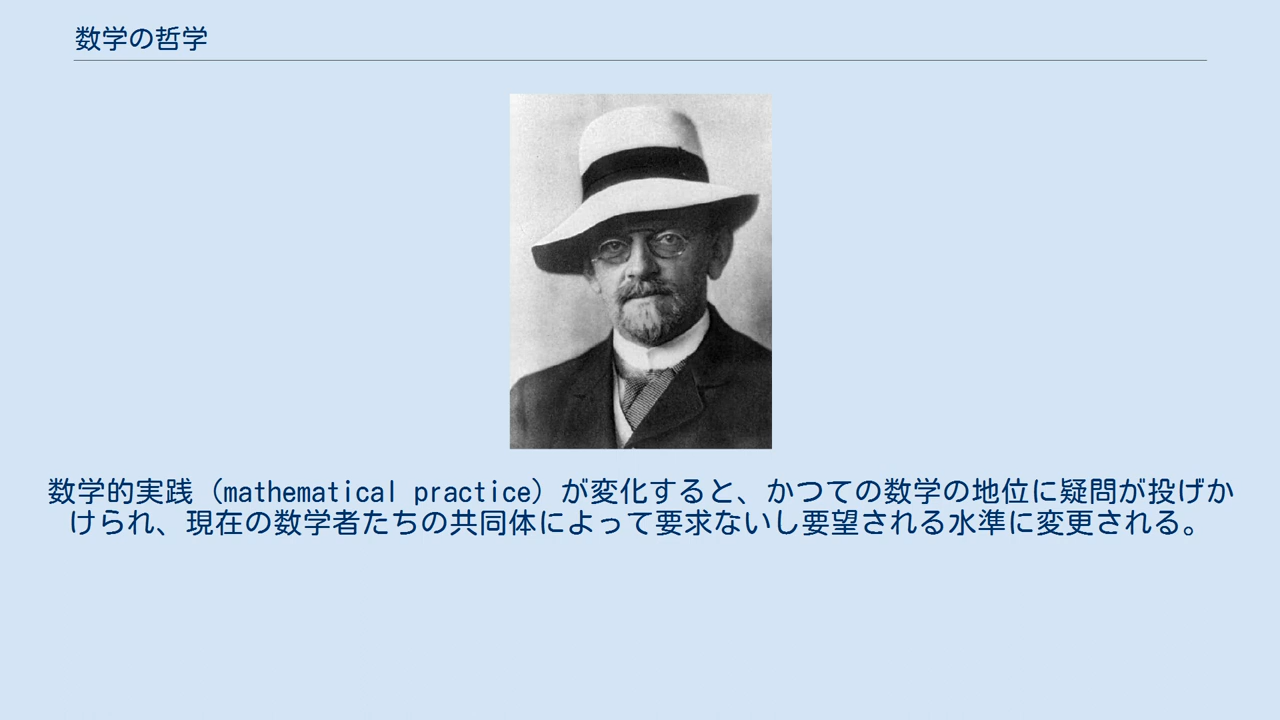 数学の哲学
数学的実践（mathematical practice）が変化すると、かつての数学の地位に疑問が投げか
けられ、現在の数学者たちの共同体によって要求ないし要望される水準に変更される。